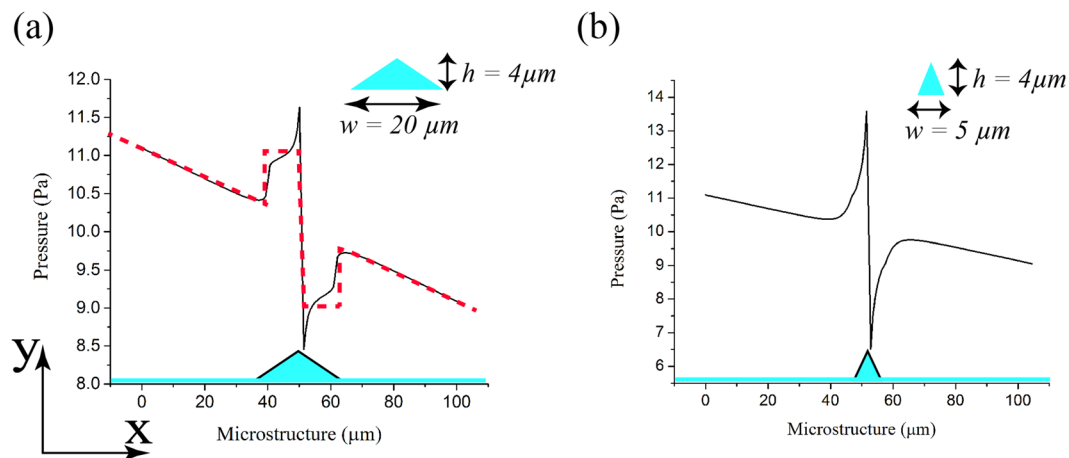 (a)
h = 4μm
w = 20 μm
Pressure (Pa)
12.0
11.5
11.0
10.5
10.0
9.5
9.0
8.5
8.0
0
20
40
60
80
100
Microstructure (μm)
y
x
(b)
h = 4μm
w = 5 μm
Pressure (Pa)
14
13
12
11
10
9
8
7
6
0
20
40
60
80
100
Microstructure (μm)